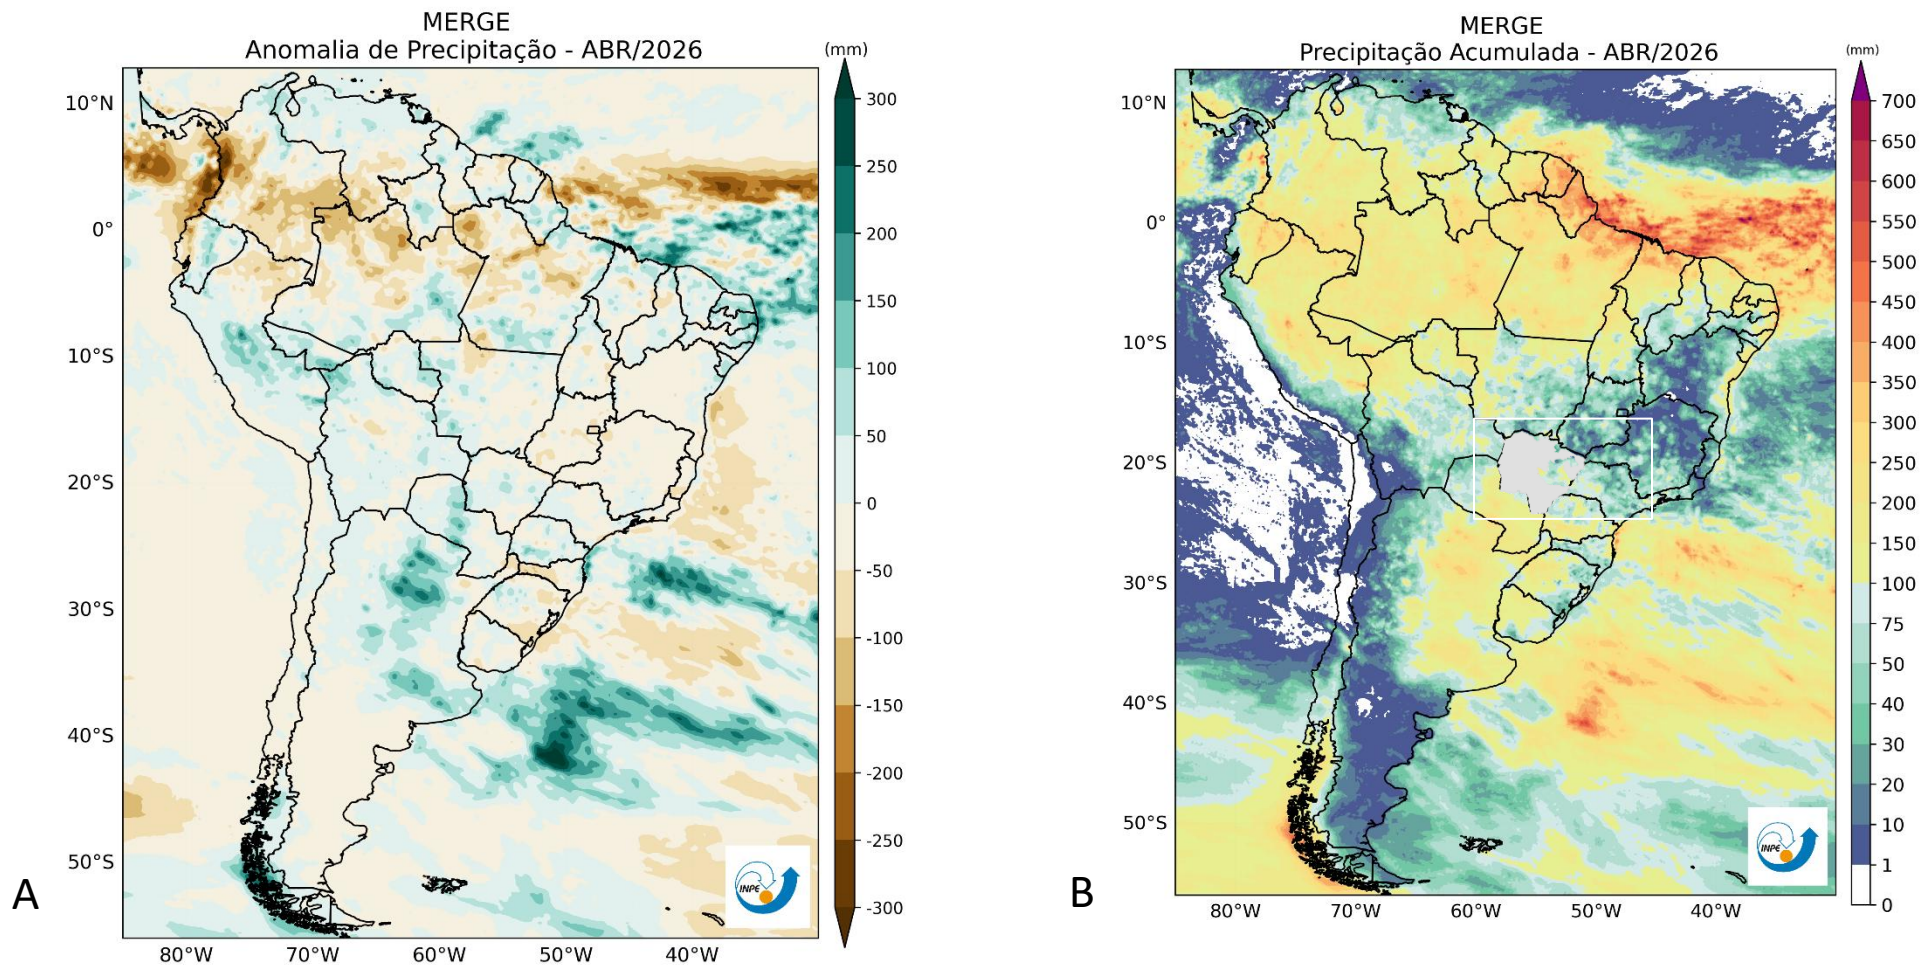 MERGE
Anomalia de Precipitação - ABR/2026
(mm)
10°N
0°
10°S
20°S
30°S
40°S
50°S
80°W
70°W
60°W
50°W
40°W
300
250
200
150
100
50
0
-50
-100
-150
-200
-250
-300
INPE
A
MERGE
Precipitação Acumulada - ABR/2026
(mm)
10°N
0°
10°S
20°S
30°S
40°S
50°S
80°W
70°W
60°W
50°W
40°W
700
650
600
550
500
450
400
350
300
250
200
150
100
75
50
40
30
20
10
1
0
INPE
B